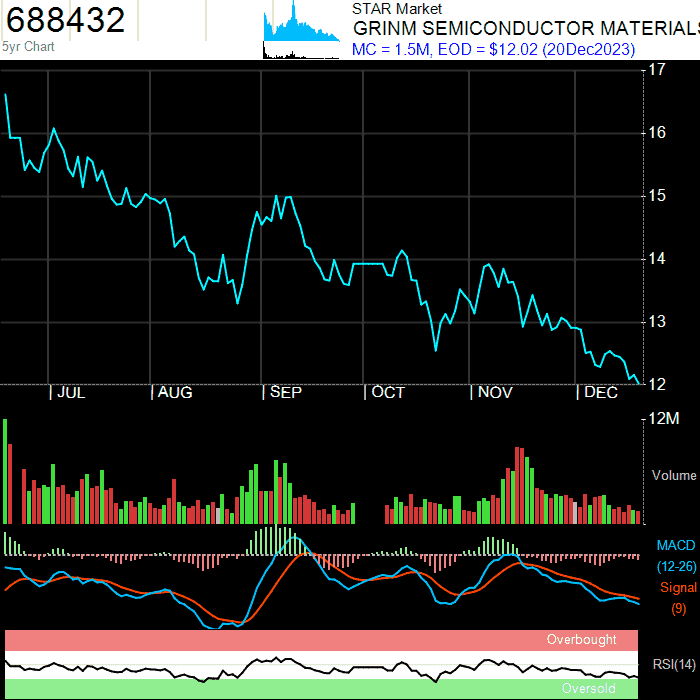 688432
5yr Chart
STAR Market
GRINM SEMICONDUCTOR MATERIALS
MC = 1.5M, EOD = $12.02 (20Dec2023)
17
16
15
14
13
12
| JUL | AUG | SEP | OCT | NOV | DEC
12M
Volume
MACD
(12-26)
Signal
(9)
Overbought
RSI(14)
Oversold